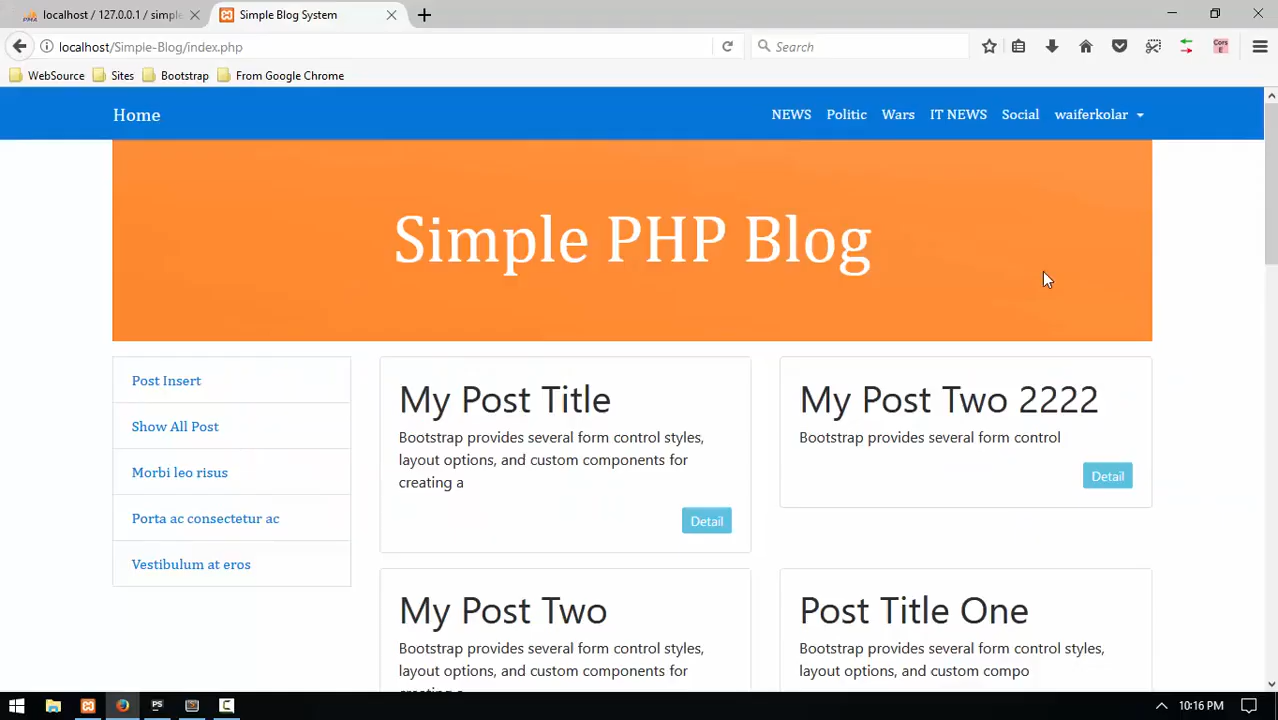 localhost / 127.0.0.1 / simple
Simple Blog System
localhost/Simple-Blog/index.php
Search
WebSource
Sites
Bootstrap
From Google Chrome
Home
NEWS
Politic
Wars
IT NEWS
Social
waiferkolar
Simple PHP Blog
Post Insert
Show All Post
Morbi leo risus
Porta ac consectetur ac
Vestibulum at eros
My Post Title
Bootstrap provides several form control styles,
layout options, and custom components for
creating a
Detail
My Post Two 2222
Bootstrap provides several form control
Detail
My Post Two
Bootstrap provides several form control styles,
layout options, and custom components for
creating a
Post Title One
Bootstrap provides several form control styles,
layout options, and custom compo
10:16 PM